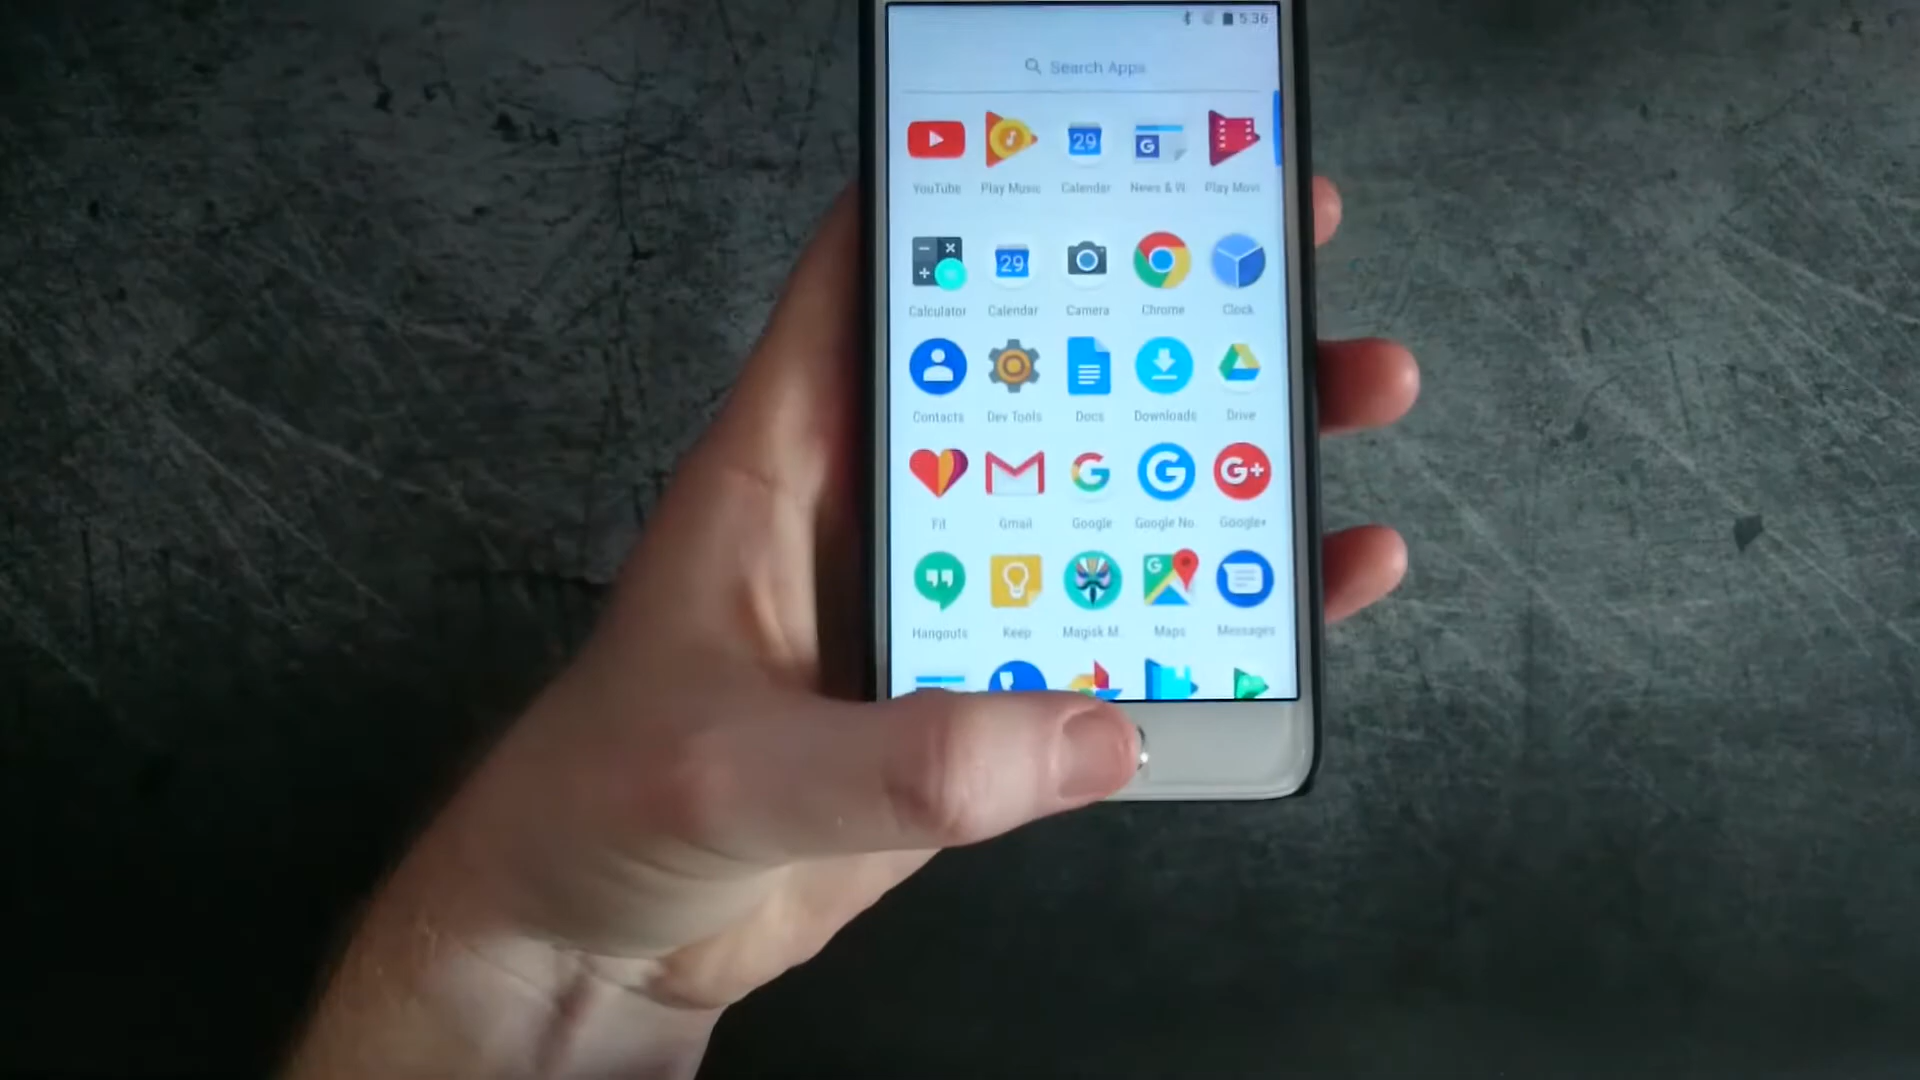 5:36
Search Apps
YouTube Play Music Calendar News & W Play Movi
29 G
Calculator Calendar Camera Chrome Clock
29
Contacts Dev Tools Docs Downloads Drive
Fit Gmail Google Google No Google+
G G G+
Hangouts Keep Magisk M. Maps Messages
G